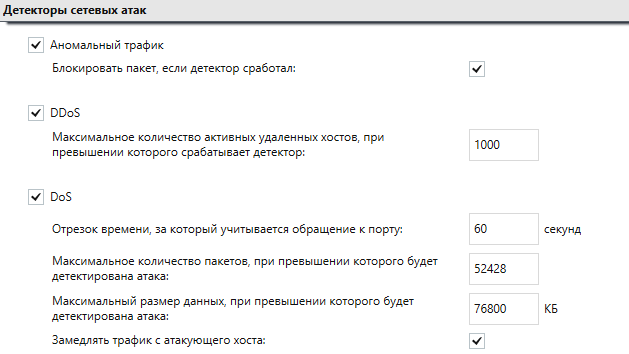 Детекторы сетевых атак
Аномальный трафик
Блокировать пакет, если детектор сработал:
DDoS
Максимальное количество активных удаленных хостов, при
превышении которого срабатывает детектор:
1000
DoS
Отрезок времени, за который учитывается обращение к порту:
60 секунд
Максимальное количество пакетов, при превышении которого будет
детектирована атака:
52428
Максимальный размер данных, при превышении которого будет
детектирована атака:
76800 КБ
Замедлять трафик с атакующего хоста: